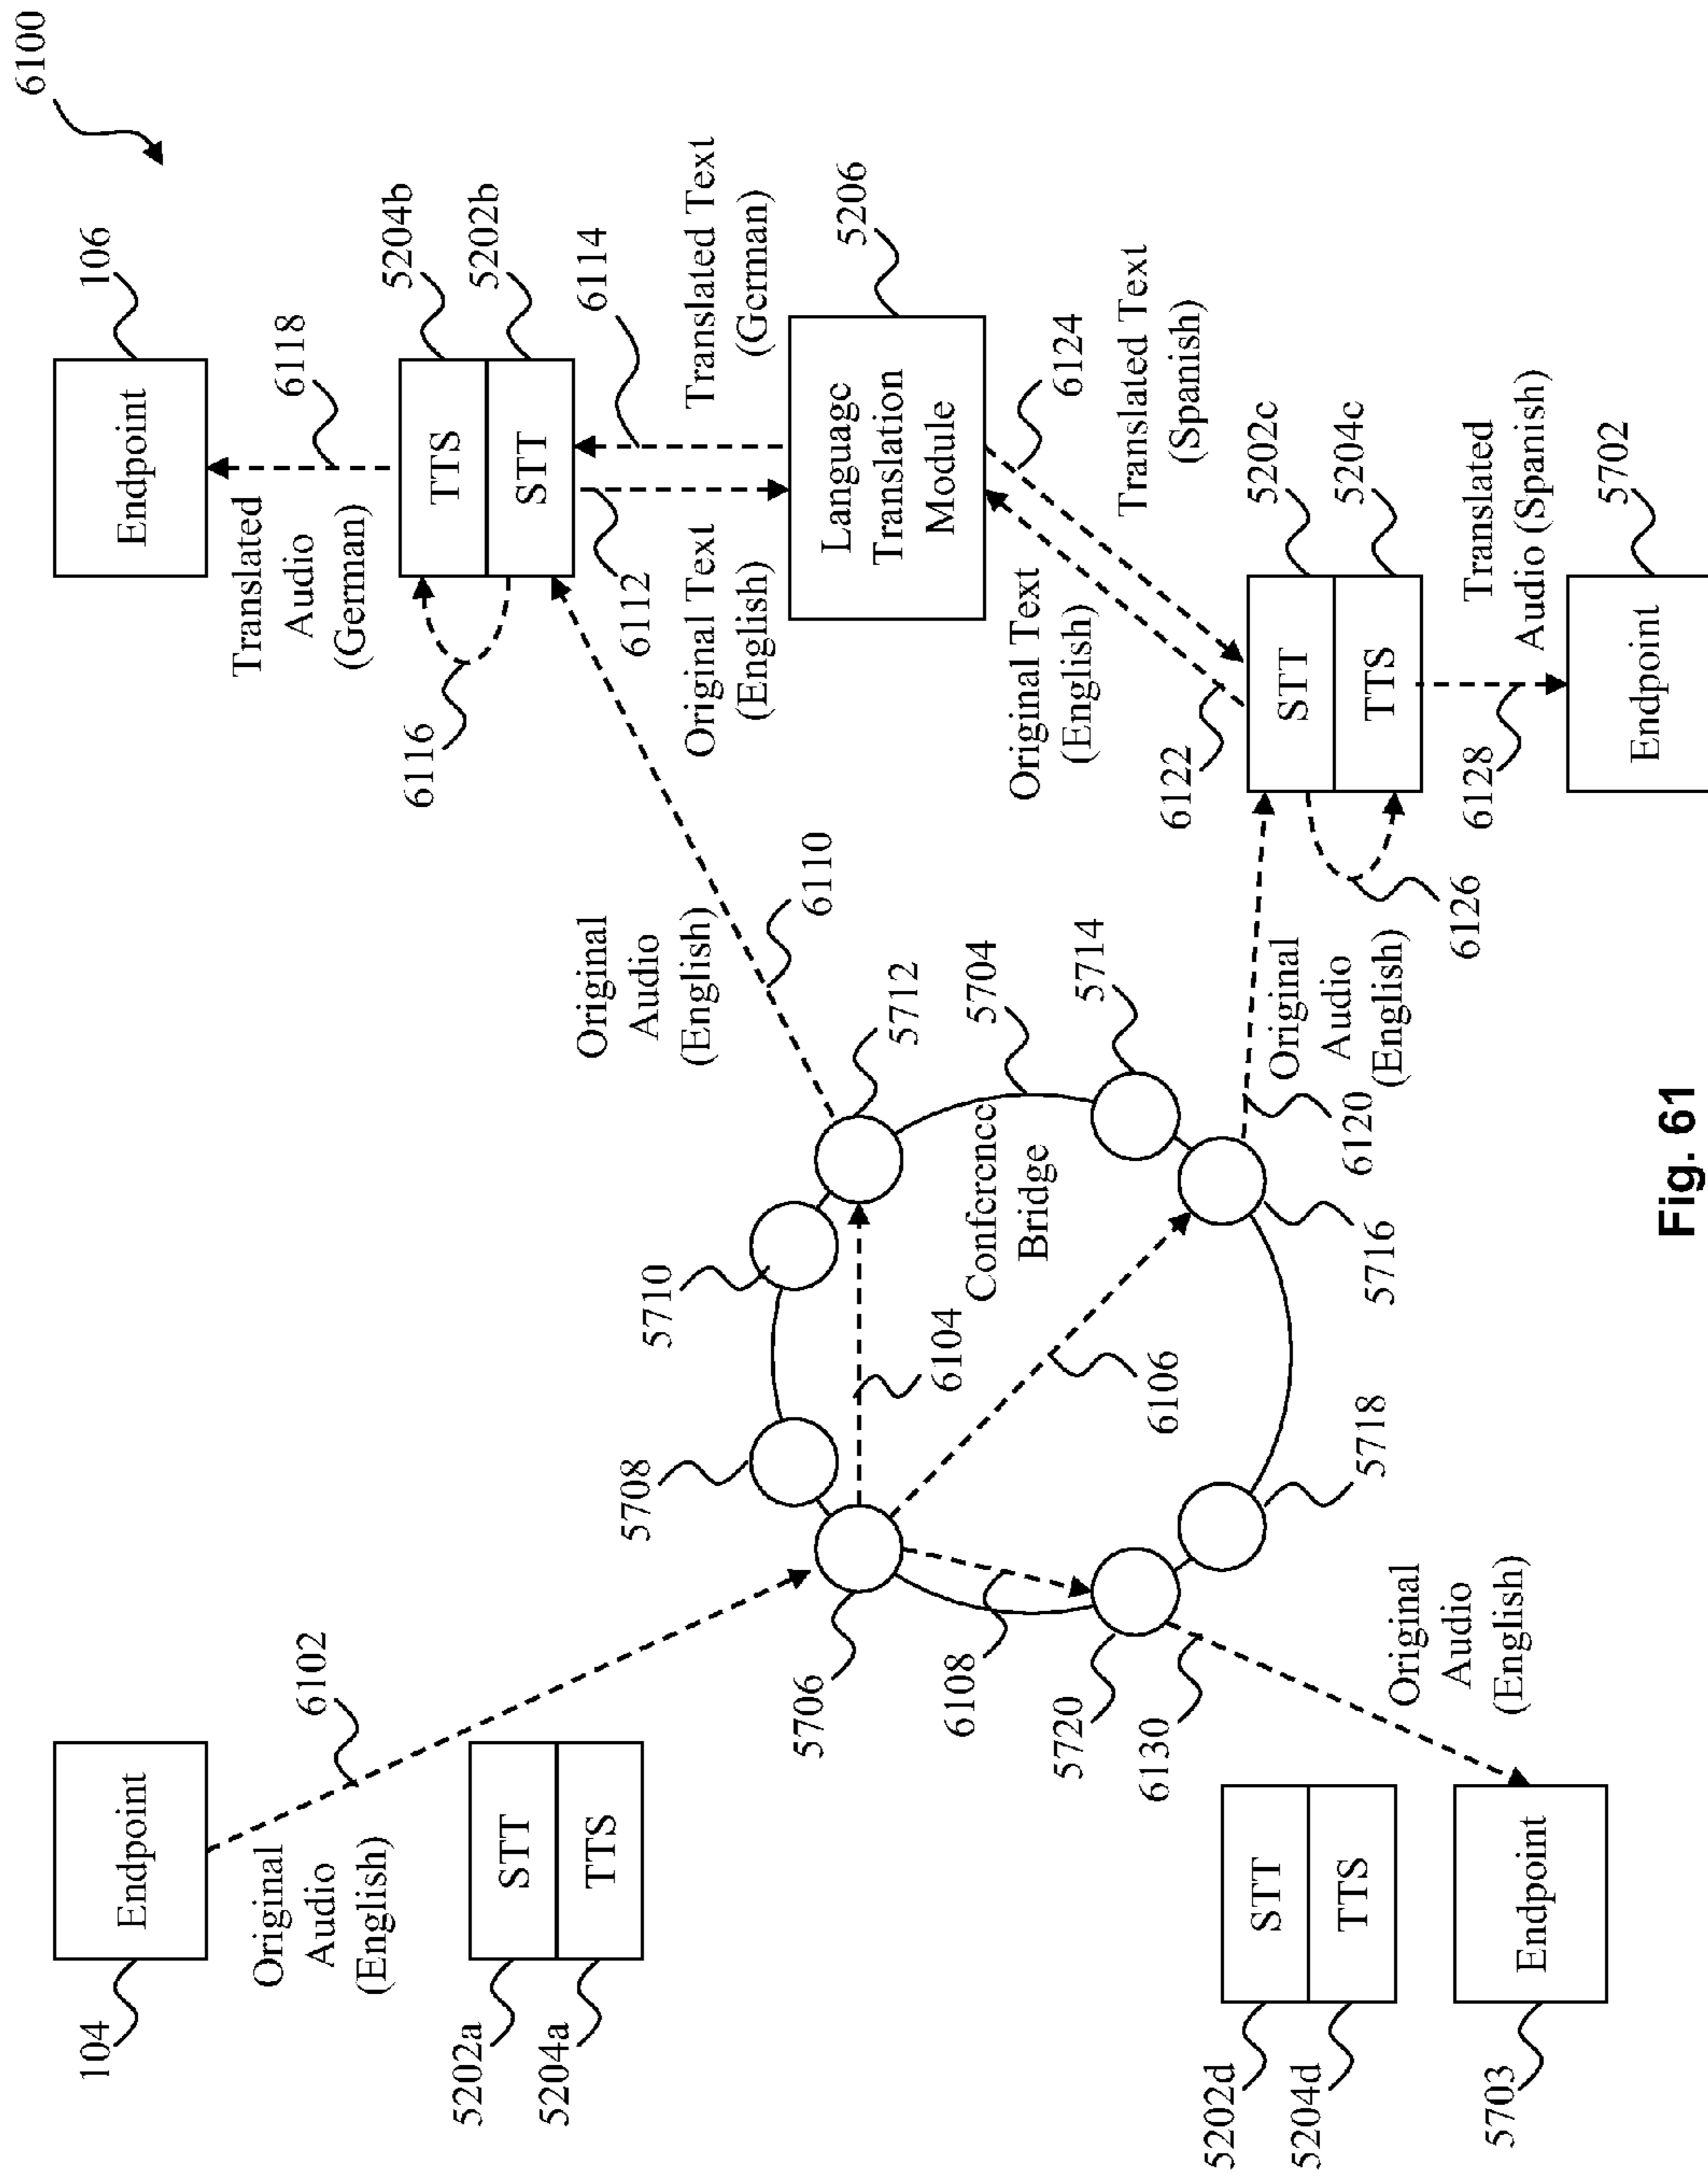 6100
104
Endpoint
Original
Audio
(English)
6102
5202a
STT
5204a
TTS
106
Endpoint
Translated
Audio
(German)
6118
5204b
TTS
5202b
STT
6116
6114
Translated Text
(German)
6112
Original Text
(English)
5206
Language
Translation
Module
Original
Audio
(English)
6110
5708
5710
5706
5712
6104
Conference
Bridge
5704
5714
6106
6108
5720
5718
5716
6120
Original
Audio
(English)
Original Text
(English)
6122
6124
Translated Text
(Spanish)
5202c
STT
5204c
TTS
6126
6128
Translated
Audio (Spanish)
5702
Endpoint
6130
Original
Audio
(English)
5202d
STT
5204d
TTS
5703
Endpoint
Fig. 61